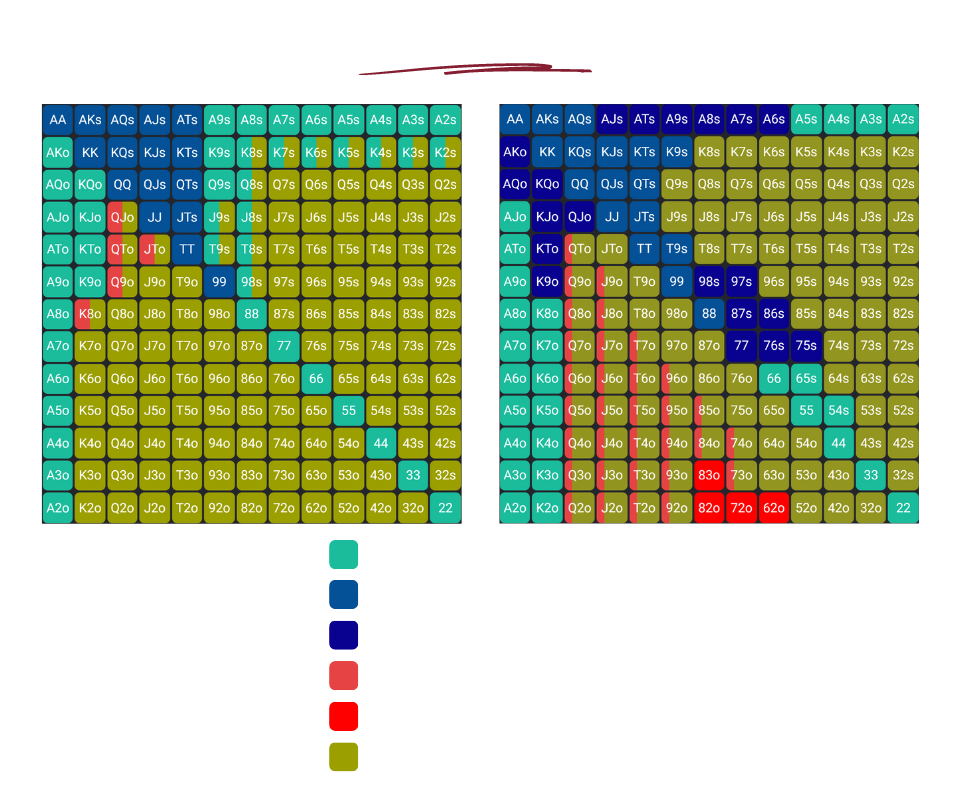 AA AKs AQs AJs ATs A9s A8s A7s A6s A5s A4s A3s A2s
AKo KK KQs KJs KTs K9s K8s K7s K6s K5s K4s K3s K2s
AQo KQo QQ QJs QTs Q9s Q8s Q7s Q6s Q5s Q4s Q3s Q2s
AJo KJo QJo JJ JTs J9s J8s J7s J6s J5s J4s J3s J2s
ATo KTo QTo JTo TT T9s T8s T7s T6s T5s T4s T3s T2s
A9o K9o Q9o J9o T9o 99 98s 97s 96s 95s 94s 93s 92s
A8o K8o Q8o J8o T8o 98o 88 87s 86s 85s 84s 83s 82s
A7o K7o Q7o J7o T7o 97o 87o 77 76s 75s 74s 73s 72s
A6o K6o Q6o J6o T6o 96o 86o 76o 66 65s 64s 63s 62s
A5o K5o Q5o J5o T5o 95o 85o 75o 65o 55 54s 53s 52s
A4o K4o Q4o J4o T4o 94o 84o 74o 64o 54o 44 43s 42s
A3o K3o Q3o J3o T3o 93o 83o 73o 63o 53o 43o 33 32s
A2o K2o Q2o J2o T2o 92o 82o 72o 62o 52o 42o 32o 22
AA AKs AQs AJs ATs A9s A8s A7s A6s A5s A4s A3s A2s
AKo KK KQs KJs KTs K9s K8s K7s K6s K5s K4s K3s K2s
AQo KQo QQ QJs QTs Q9s Q8s Q7s Q6s Q5s Q4s Q3s Q2s
AJo KJo QJo JJ JTs J9s J8s J7s J6s J5s J4s J3s J2s
ATo KTo QTo JTo TT T9s T8s T7s T6s T5s T4s T3s T2s
A9o K9o Q9o J9o T9o 99 98s 97s 96s 95s 94s 93s 92s
A8o K8o Q8o J8o T8o 98o 88 87s 86s 85s 84s 83s 82s
A7o K7o Q7o J7o T7o 97o 87o 77 76s 75s 74s 73s 72s
A6o K6o Q6o J6o T6o 96o 86o 76o 66 65s 64s 63s 62s
A5o K5o Q5o J5o T5o 95o 85o 75o 65o 55 54s 53s 52s
A4o K4o Q4o J4o T4o 94o 84o 74o 64o 54o 44 43s 42s
A3o K3o Q3o J3o T3o 93o 83o 73o 63o 53o 43o 33 32s
A2o K2o Q2o J2o T2o 92o 82o 72o 62o 52o 42o 32o 22